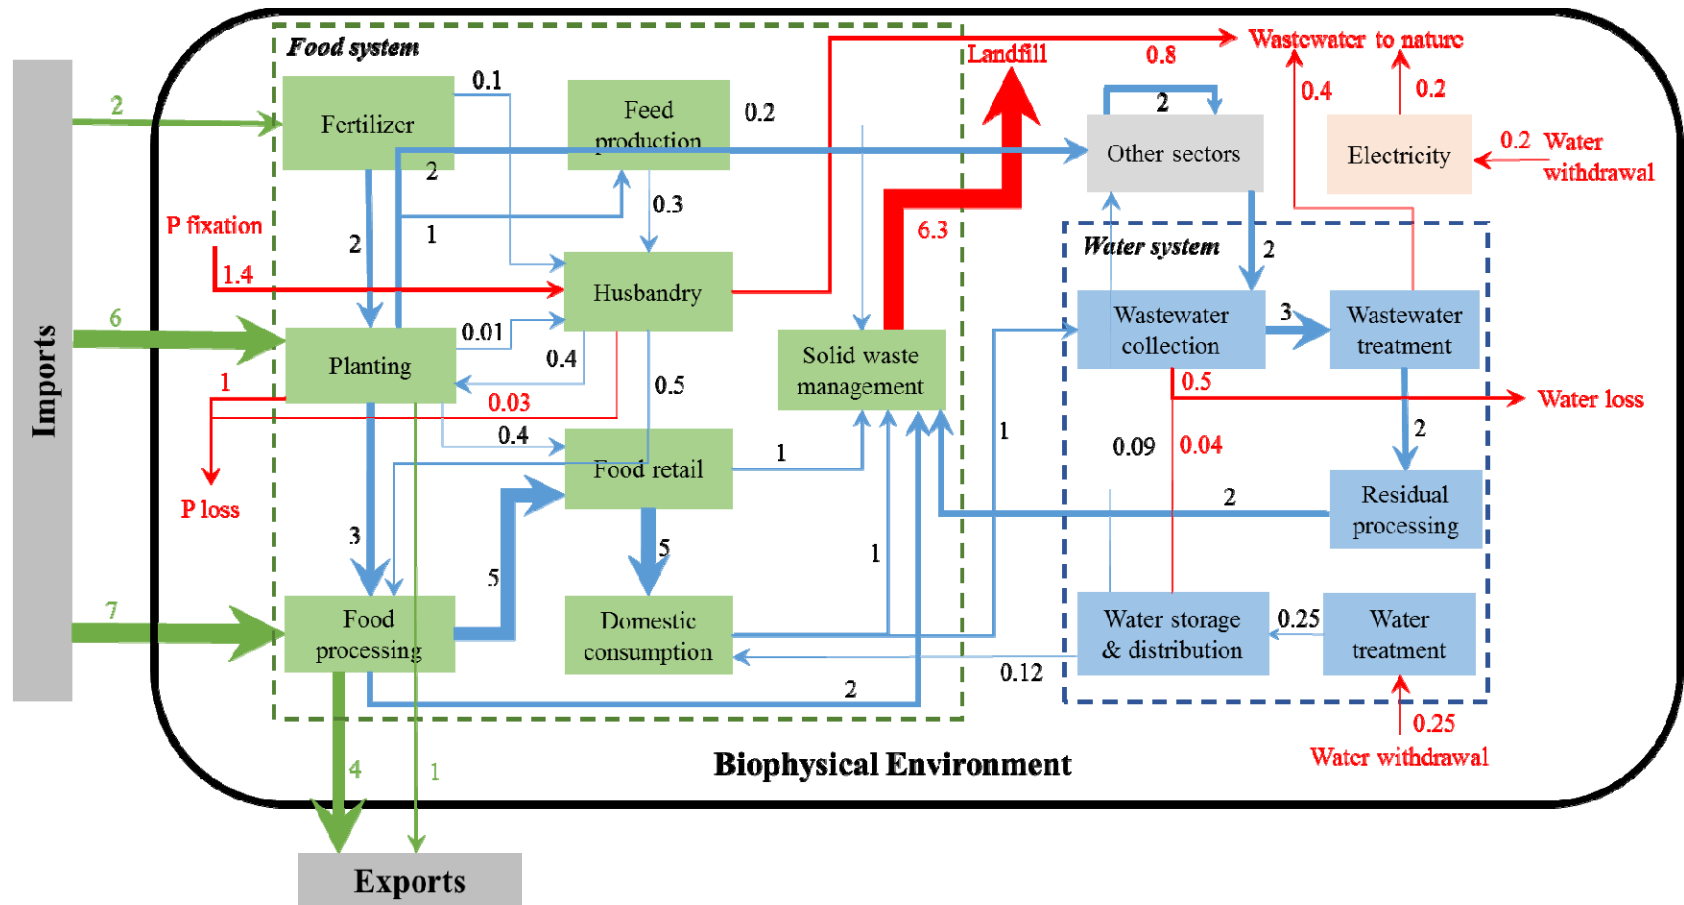 Food system
Landfill
0.8
Wastewater to nature
2
Fertilizer
0.1
Feed
production
0.2
2
Other sectors
0.4
0.2
Electricity
0.2
Water
withdrawal
2
P fixation
1.4
2
1
0.3
6.3
Water system
2
Husbandry
Imports
6
Planting
0.01
0.4
0.5
Solid waste
management
Wastewater
collection
3
Wastewater
treatment
1
0.03
0.5
Water loss
0.4
1
0.09
0.04
2
P loss
Food retail
1
2
Residual
processing
3
5
5
1
7
Food
processing
Domestic
consumption
Water storage
& distribution
0.25
Water
treatment
0.12
2
0.25
Water withdrawal
4
1
Biophysical Environment
Exports